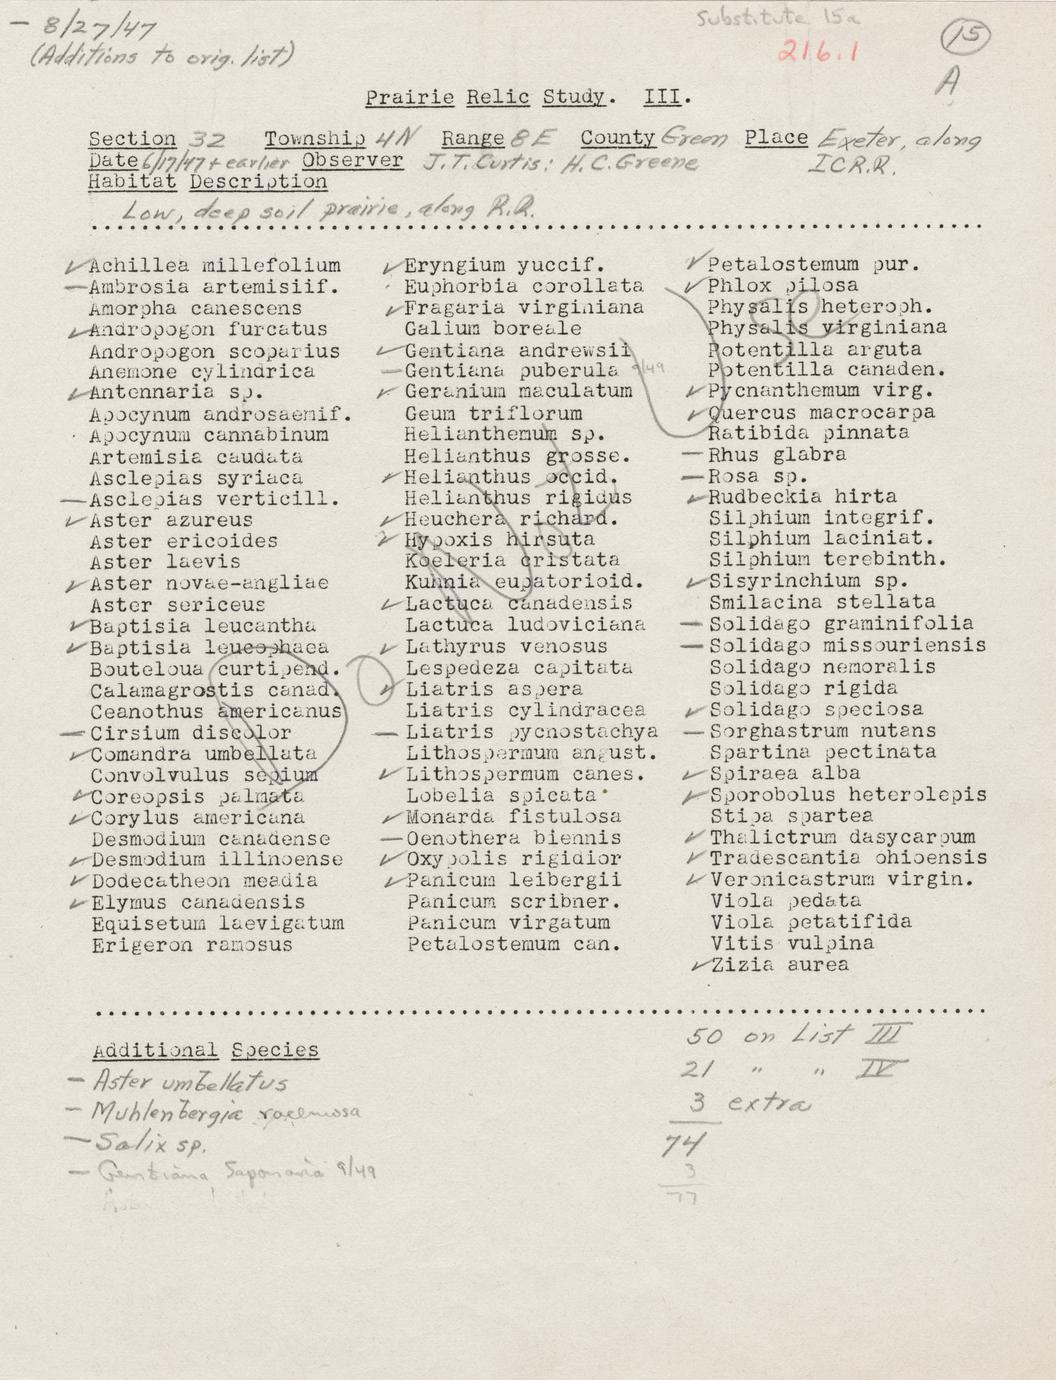 — 8/27/47
(Additions to orig. list)
Substitute 15a
216.1
15
A
Prairie Relic Study. III.
Section 32 Township 4N Range 8E County Green Place Exeter, along
Date 6/17/47 + earlier Observer J.T. Curtis: H.C. Greene ICR.R.
Habitat Description
Low, deep soil prairie, along R.R.
✓ Achillea millefolium
— Ambrosia artemisiif.
Amorpha canescens
✓ Andropogon furcatus
Andropogon scoparius
Anemone cylindrica
✓ Antennaria sp.
Apocynum androsaemif.
· Apocynum cannabinum
Artemisia caudata
Asclepias syriaca
— Asclepias verticill.
✓ Aster azureus
Aster ericoides
Aster laevis
✓ Aster novae-angliae
Aster sericeus
✓ Baptisia leucantha
✓ Baptisia leucophaea
Bouteloua curtipend.
Calamagrostis canad.
Ceanothus americanus
— Cirsium discolor
✓ Comandra umbellata
Convolvulus sepium
✓ Coreopsis palmata
✓ Corylus americana
Desmodium canadense
✓ Desmodium illinoense
✓ Dodecatheon meadia
✓ Elymus canadensis
Equisetum laevigatum
Erigeron ramosus
✓ Eryngium yuccif.
· Euphorbia corollata
✓ Fragaria virginiana
Galium boreale
✓ Gentiana andrewsii
— Gentiana puberula 9/49
✓ Geranium maculatum
Geum triflorum
Helianthemum sp.
Helianthus grosse.
✓ Helianthus occid.
Helianthus rigidus
✓ Heuchera richard.
✓ Hypoxis hirsuta
Koeleria cristata
Kuhnia eupatorioid.
✓ Lactuca canadensis
Lactuca ludoviciana
✓ Lathyrus venosus
Lespedeza capitata
✓ Liatris aspera
Liatris cylindracea
— Liatris pycnostachya
Lithospermum angust.
✓ Lithospermum canes.
Lobelia spicata
✓ Monarda fistulosa
— Oenothera biennis
✓ Oxypolis rigidior
✓ Panicum leibergii
Panicum scribner.
Panicum virgatum
Petalostemum can.
✓ Petalostemum pur.
✓ Phlox pilosa
Physalis heteroph.
Physalis virginiana
Potentilla arguta
Potentilla canaden.
✓ Pycnanthemum virg.
✓ Quercus macrocarpa
Ratibida pinnata
— Rhus glabra
— Rosa sp.
✓ Rudbeckia hirta
Silphium integrif.
Silphium laciniat.
Silphium terebinth.
✓ Sisyrinchium sp.
Smilacina stellata
— Solidago graminifolia
— Solidago missouriensis
Solidago nemoralis
Solidago rigida
✓ Solidago speciosa
— Sorghastrum nutans
Spartina pectinata
✓ Spiraea alba
✓ Sporobolus heterolepis
Stipa spartea
✓ Thalictrum dasycarpum
✓ Tradescantia ohioensis
✓ Veronicastrum virgin.
Viola pedata
Viola petatifida
Vitis vulpina
✓ Zizia aurea
Do Not Use
Additional Species
— Aster umbellatus
— Muhlenbergia racemosa
— Salix sp.
— Gentiana Saponaria 9/49
50 on List III
21 " " IV
3 extra
74
3
77